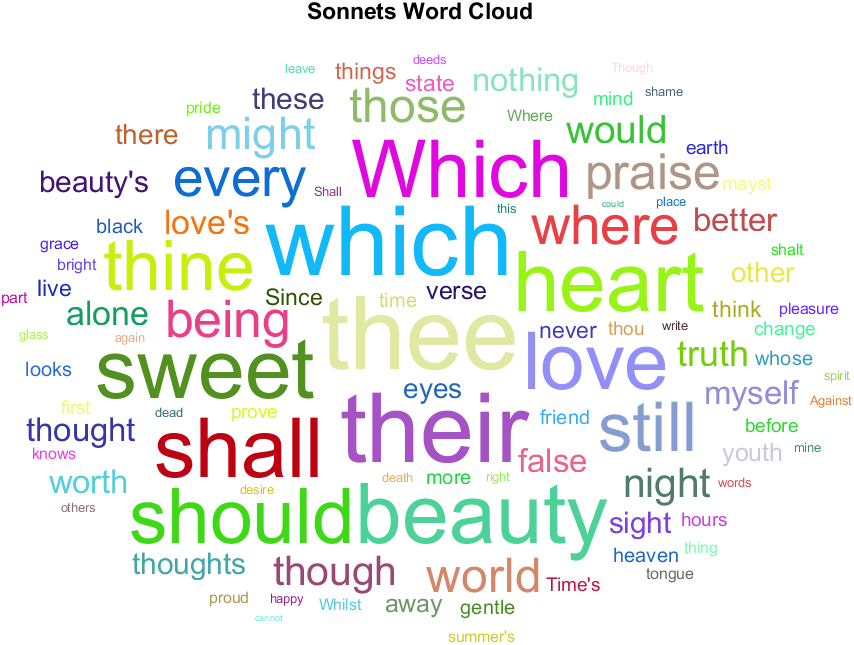 Sonnets Word Cloud
deeds
leave
things
Though
state
nothing
shame
these
those
mind
pride
Where
there
might
would
earth
Which
praise
beauty's
every
Shall
mayst
could
place
this
black
love's
where
better
grace
which
shalt
bright
thine
heart
other
live
part
Since
time
verse
alone
being
think
pleasure
glass
again
thee
never
thou
write
change
looks
sweet
love
truth
whose
spirit
eyes
myself
Against
first
dead
prove
their
friend
still
before
thought
mine
knows
shall
false
youth
worth
desire
death
more
right
night
words
others
should
beauty
sight
hours
thoughts
though
world
heaven
thing
Time's
tongue
proud
happy
Whilst
away
gentle
cannot
summer's